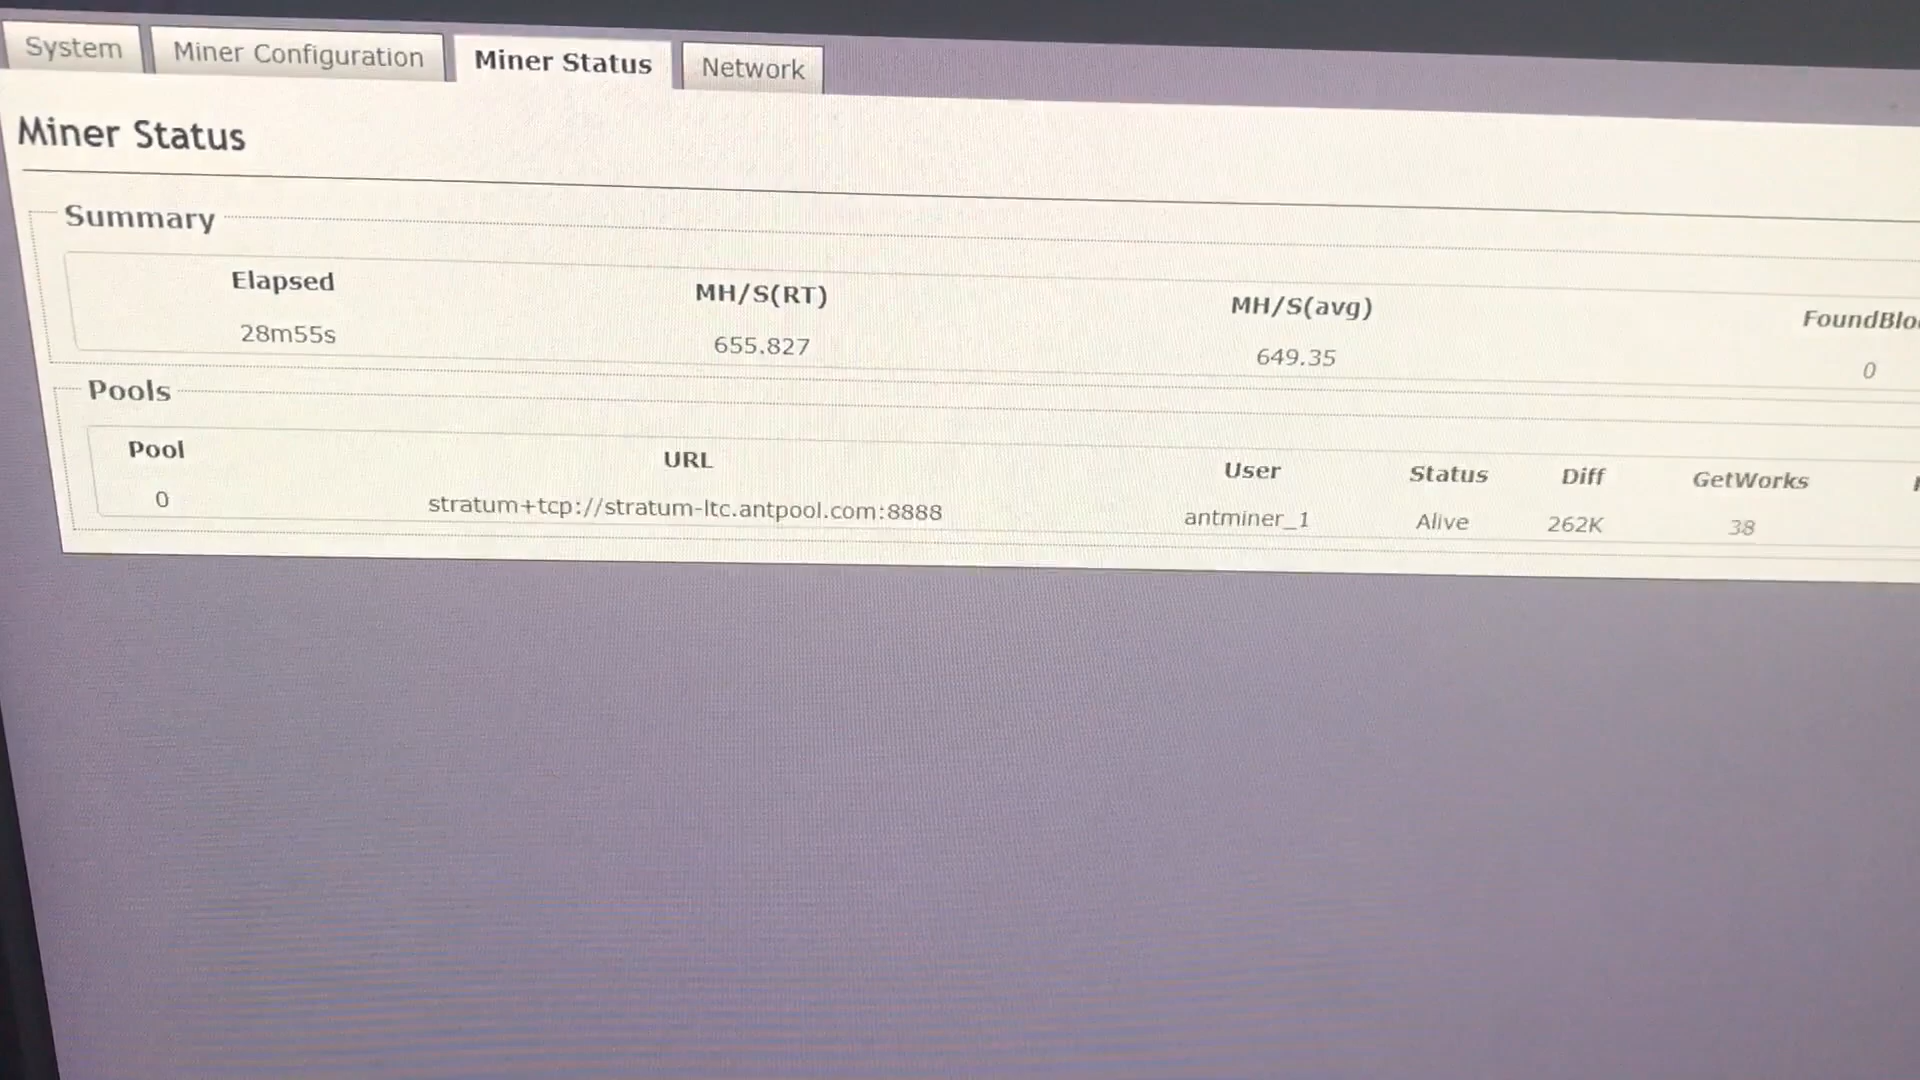 System Miner Configuration Miner Status Network
Miner Status
Summary
Elapsed MH/S(RT) MH/S(avg) FoundBlo
28m55s 655.827 649.35 0
Pools
Pool URL User Status Diff GetWorks
0 stratum+tcp://stratum-ltc.antpool.com:8888 antminer_1 Alive 262K 38